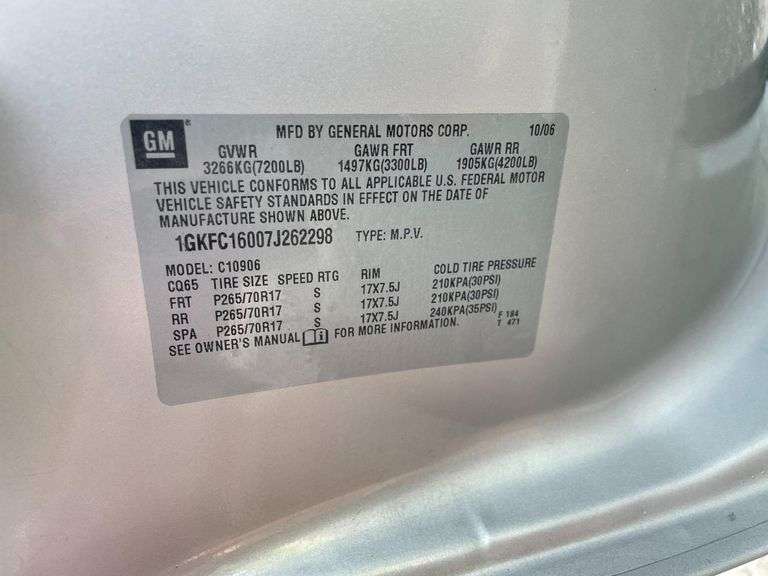 GM ® MFD BY GENERAL MOTORS CORP. 10/06
GVWR GAWR FRT GAWR RR
3266KG(7200LB) 1497KG(3300LB) 1905KG(4200LB)
THIS VEHICLE CONFORMS TO ALL APPLICABLE U.S. FEDERAL MOTOR
VEHICLE SAFETY STANDARDS IN EFFECT ON THE DATE OF
MANUFACTURE SHOWN ABOVE.
1GKFC16007J262298 TYPE: M.P.V.
MODEL: C10906
CQ65 TIRE SIZE SPEED RTG RIM COLD TIRE PRESSURE
FRT P265/70R17 S 17X7.5J 210KPA(30PSI)
RR P265/70R17 S 17X7.5J 210KPA(30PSI)
SPA P265/70R17 S 17X7.5J 240KPA(35PSI) F 184
SEE OWNER'S MANUAL FOR MORE INFORMATION. T 471